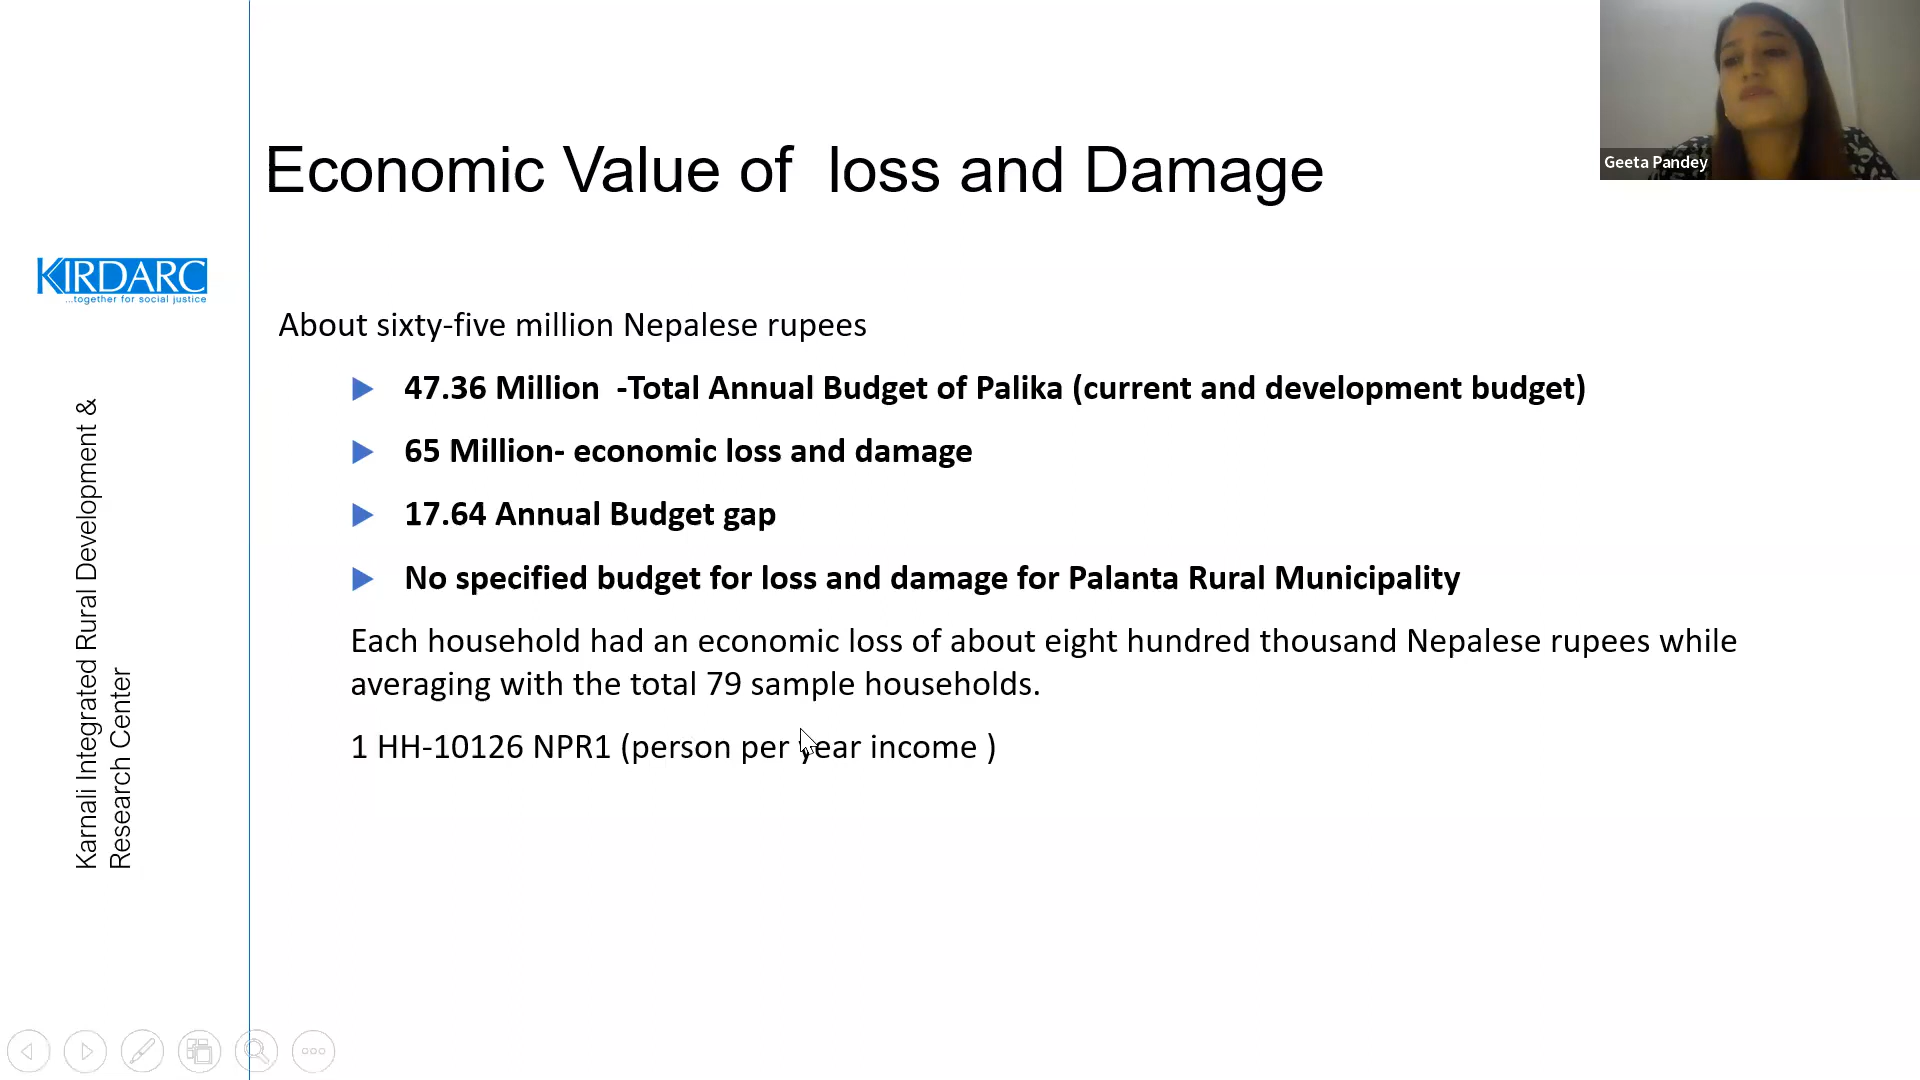 Economic Value of loss and Damage
Geeta Pandey
KIRDARC
...together for social justice
Karnali Integrated Rural Development &
Research Center
About sixty-five million Nepalese rupees
47.36 Million -Total Annual Budget of Palika (current and development budget)
65 Million- economic loss and damage
17.64 Annual Budget gap
No specified budget for loss and damage for Palanta Rural Municipality
Each household had an economic loss of about eight hundred thousand Nepalese rupees while
averaging with the total 79 sample households.
1 HH-10126 NPR1 (person per year income )